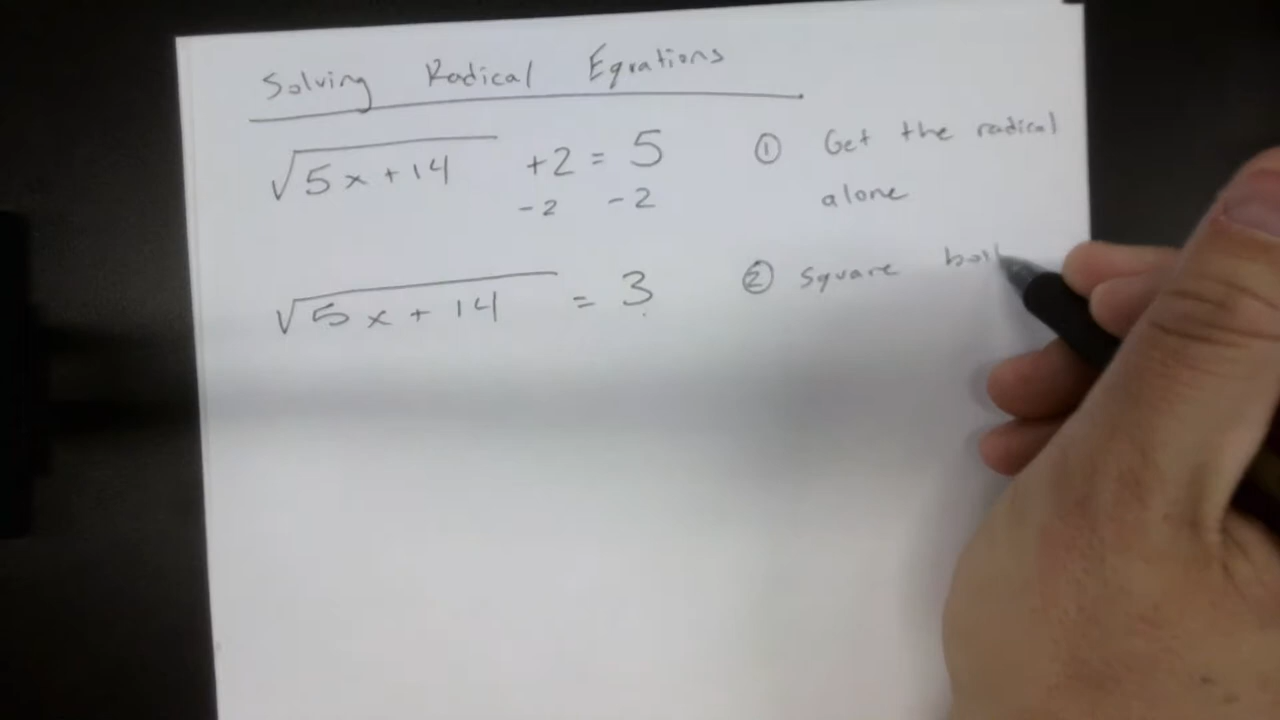 Solving Radical Equations
√5x+14 +2 = 5
-2 -2
√5x + 14 = 3
① Get the radical
alone
② square